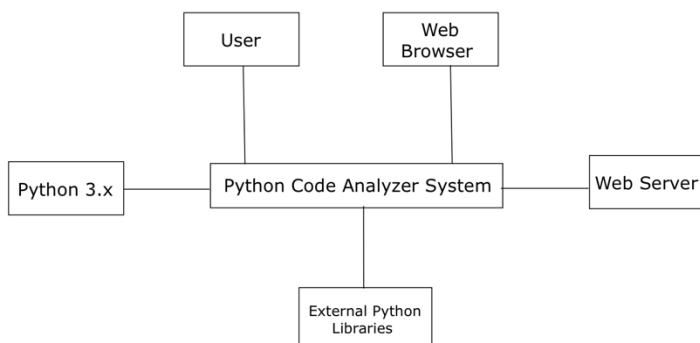 User
Web
Browser
Python 3.x
Python Code Analyzer System
Web Server
External Python
Libraries